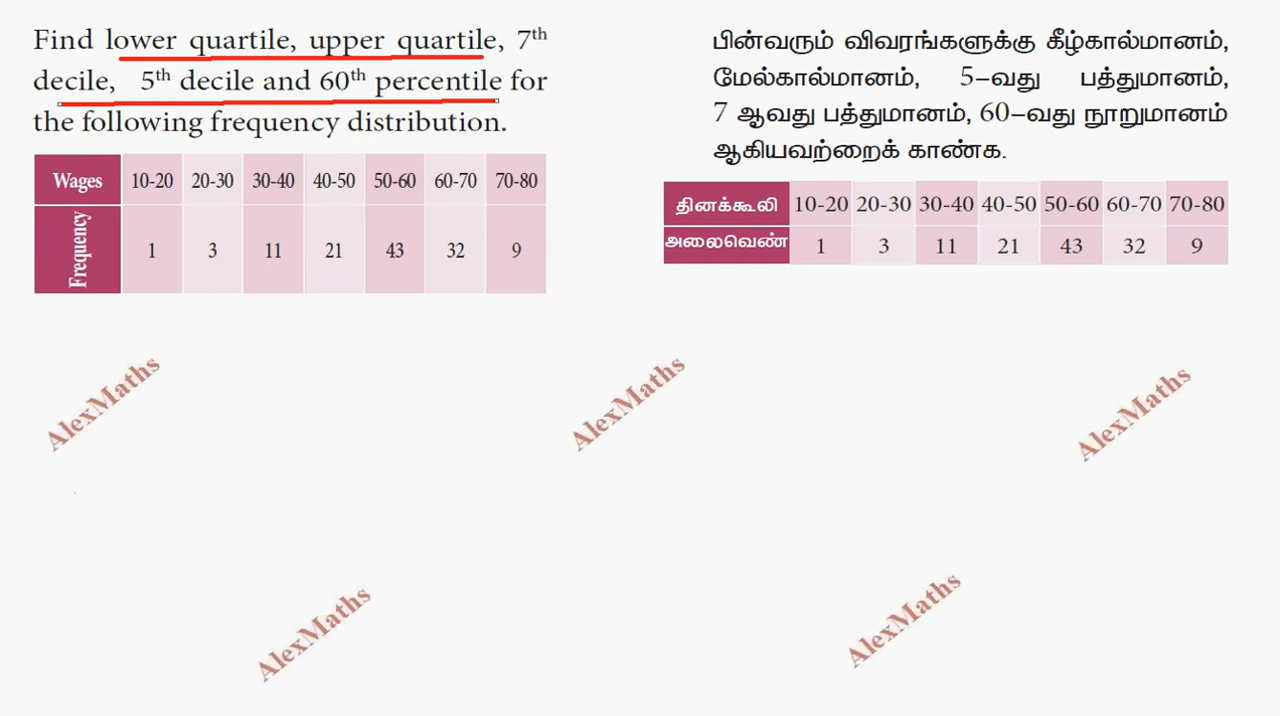 Find lower quartile, upper quartile, 7th
decile, 5th decile and 60th percentile for
the following frequency distribution.
Wages 10-20 20-30 30-40 40-50 50-60 60-70 70-80
Frequency 1 3 11 21 43 32 9
பின்வரும் விவரங்களுக்கு கீழ்கால்மானம்,
மேல்கால்மானம், 5–வது பத்துமானம்,
7 ஆவது பத்துமானம், 60–வது நூறுமானம்
ஆகியவற்றைக் காண்க.
தினக்கூலி 10-20 20-30 30-40 40-50 50-60 60-70 70-80
அலைவெண் 1 3 11 21 43 32 9
AlexMaths
AlexMaths
AlexMaths
AlexMaths
AlexMaths